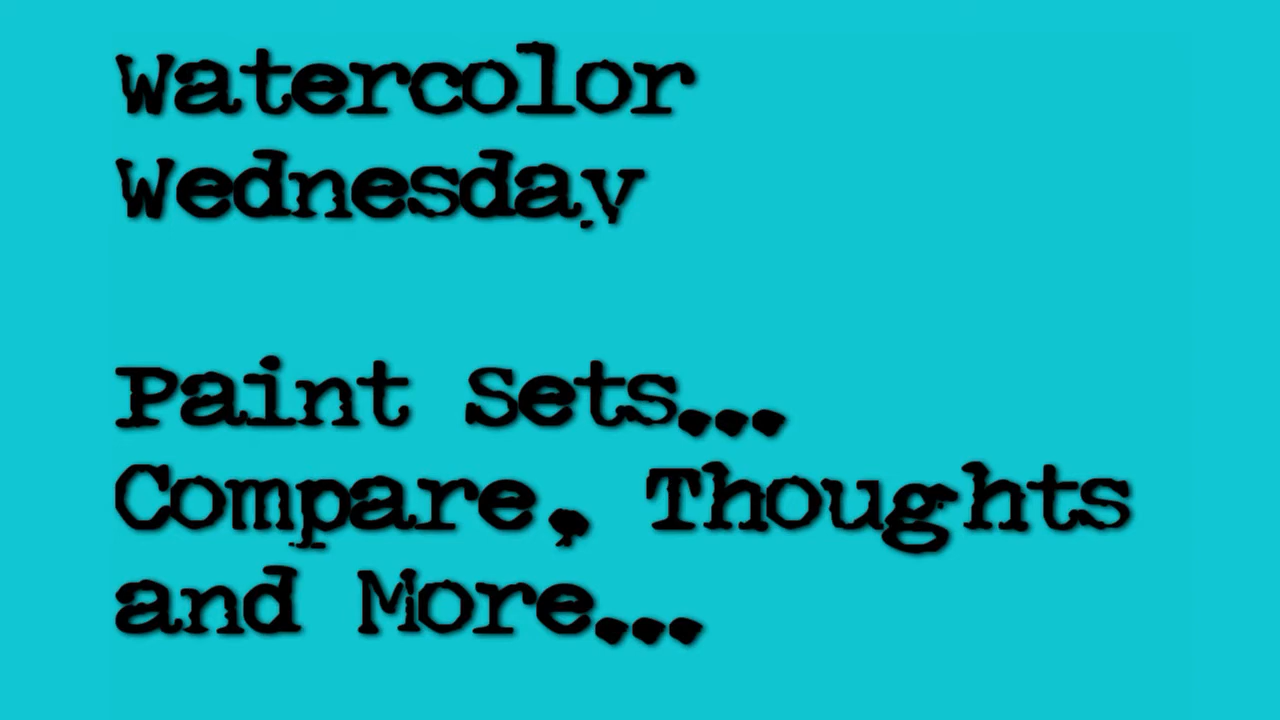 Watercolor
Wednesday
Paint Sets...
Compare, Thoughts
and More...